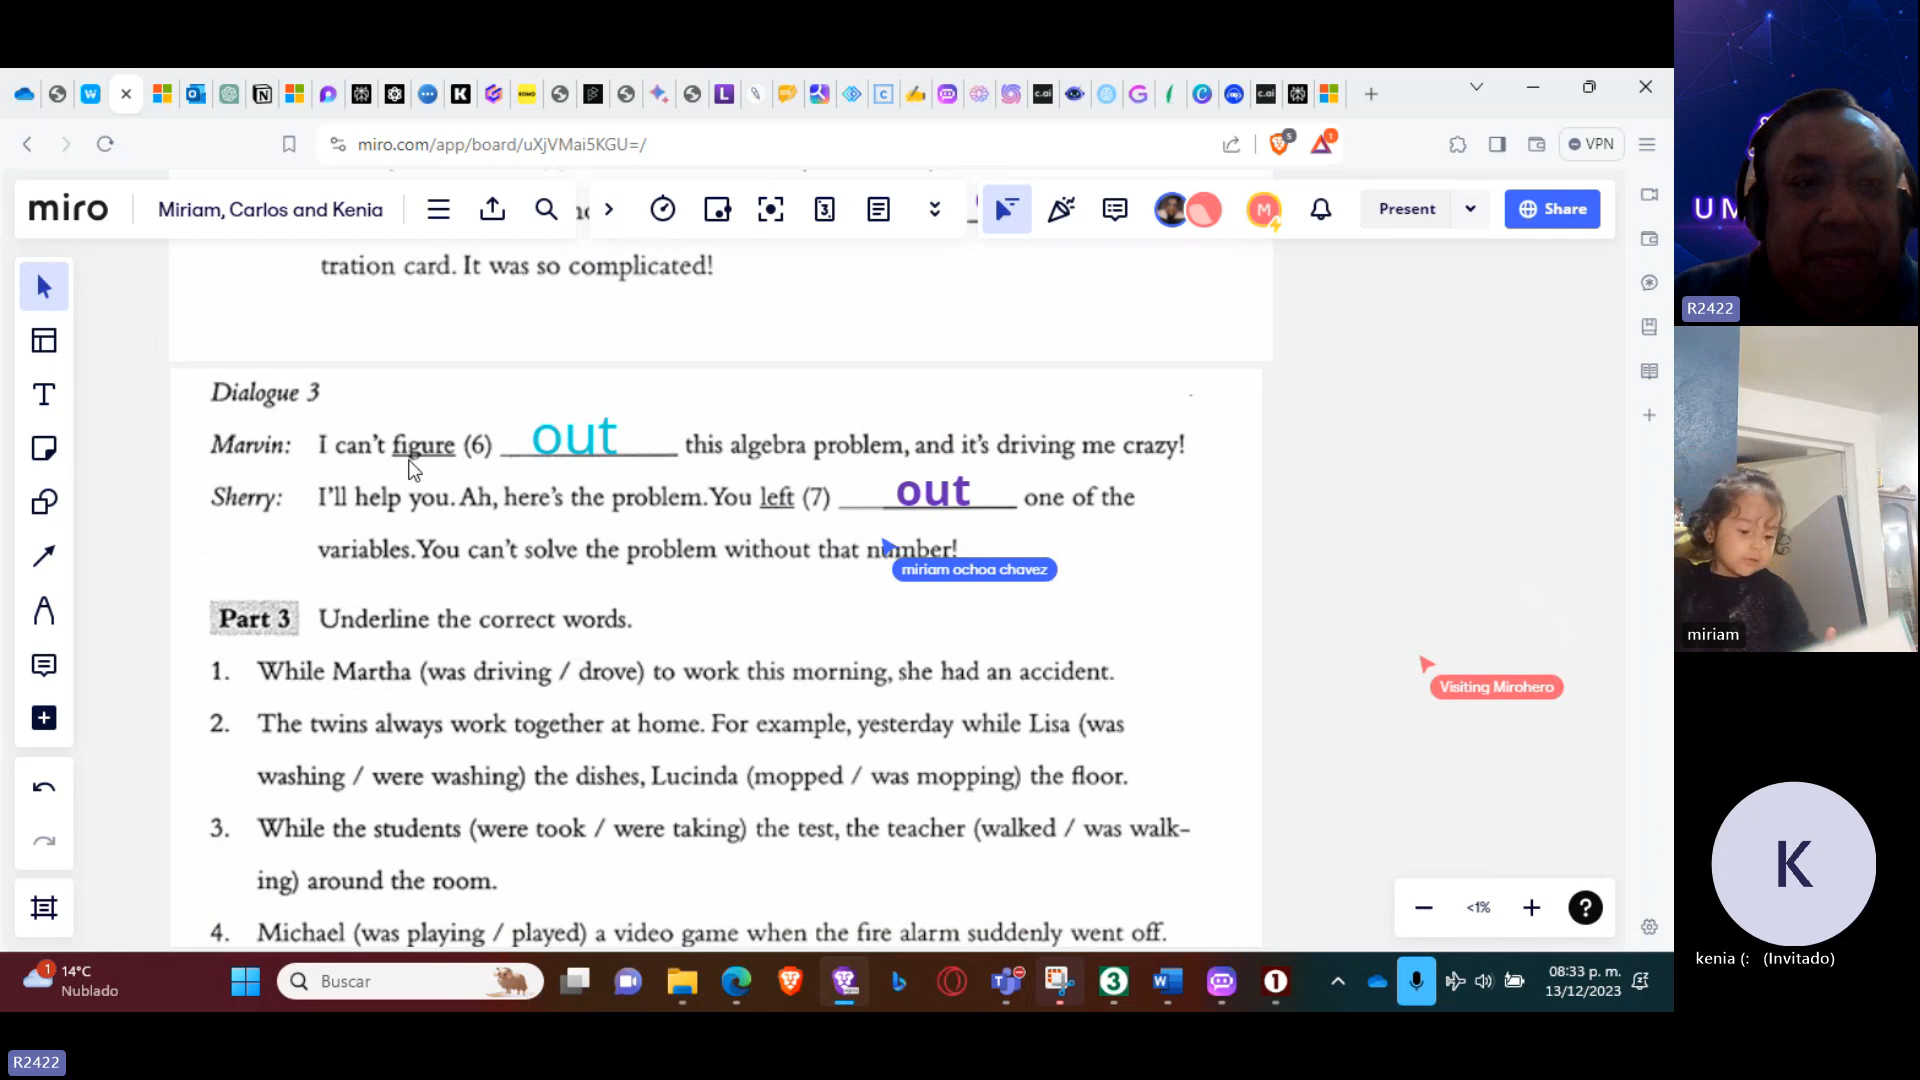 miro.com/app/board/uXjVMai5KGU=/
VPN
5
1
miro
Miriam, Carlos and Kenia
3
M
Present
Share
tration card. It was so complicated!
Dialogue 3
Marvin: I can't figure (6) out this algebra problem, and it's driving me crazy!
Sherry: I'll help you. Ah, here's the problem. You left (7) out one of the
variables. You can't solve the problem without that number!
miriam ochoa chavez
Part 3 Underline the correct words.
1. While Martha (was driving / drove) to work this morning, she had an accident.
Visiting Mirohero
2. The twins always work together at home. For example, yesterday while Lisa (was
washing / were washing) the dishes, Lucinda (mopped / was mopping) the floor.
3. While the students (were took / were taking) the test, the teacher (walked / was walk-
ing) around the room.
4. Michael (was playing / played) a video game when the fire alarm suddenly went off.
<1%
?
1
14°C
Nublado
Buscar
08:33 p. m.
13/12/2023
R2422
U M
R2422
miriam
K
kenia (: (Invitado)